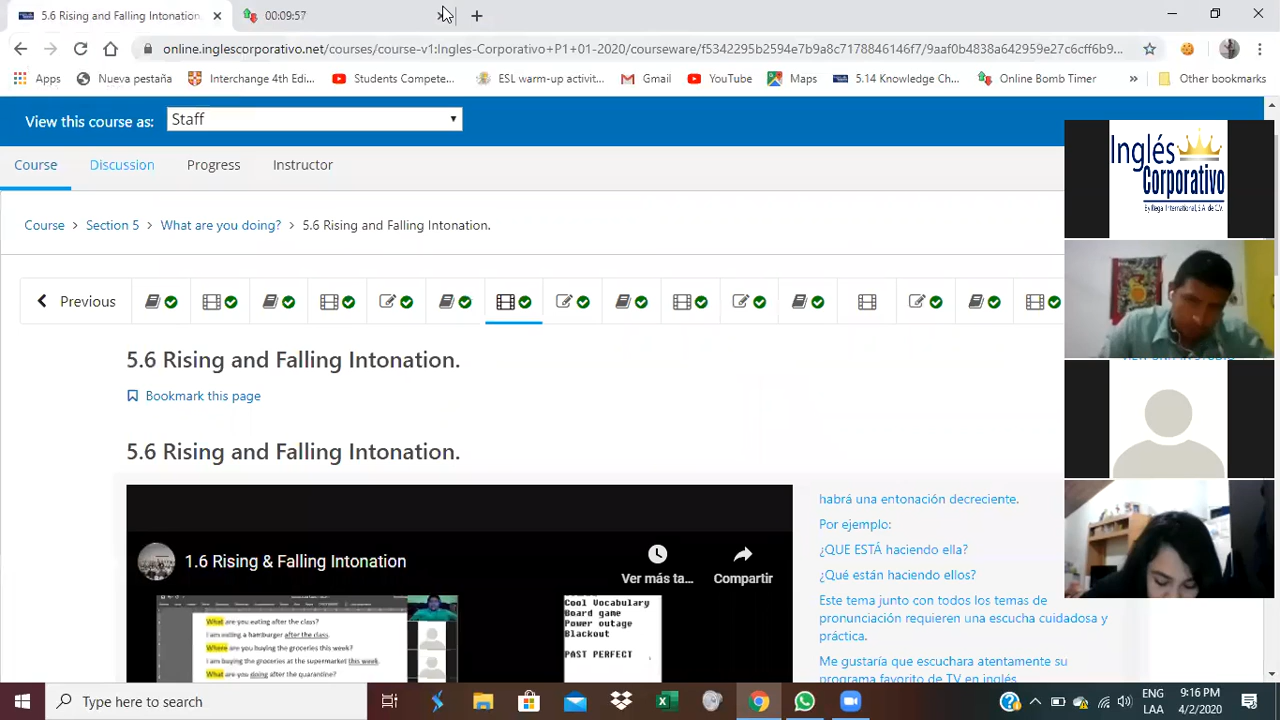 5.6 Rising and Falling Intonation.
00:09:57
online.inglescorporativo.net/courses/course-v1:Ingles-Corporativo+P1+01-2020/courseware/f5342295b2594e7b9a8c7178846146f7/9aaf0b4838a642959e27c6cff6b9...
Apps
Nueva pestaña
Interchange 4th Edi...
Students Compete...
ESL warm-up activit...
Gmail
YouTube
Maps
5.14 Knowledge Ch...
Online Bomb Timer
»
Other bookmarks
View this course as:
Staff
Course
Discussion
Progress
Instructor
Inglés
Corporativo
Course > Section 5 > What are you doing? > 5.6 Rising and Falling Intonation.
Previous
5.6 Rising and Falling Intonation.
Bookmark this page
5.6 Rising and Falling Intonation.
1.6 Rising & Falling Intonation
Ver más ta...
Compartir
What are you eating after the class?
I am eating a hamburger after the class.
Where are you buying the groceries this week?
I am buying the groceries at the supermarket this week.
What are you doing after the quarantine?
Cool Vocabulary
Board game
Power outage
Blackout
PAST PERFECT
habrá una entonación decreciente.
Por ejemplo:
¿QUE ESTÁ haciendo ella?
¿Qué están haciendo ellos?
Este tema junto con todos los temas de
pronunciación requieren una escucha cuidadosa y
práctica.
Me gustaría que escuchara atentamente su
programa favorito de TV en inglés
Type here to search
ENG
LAA
9:16 PM
4/2/2020